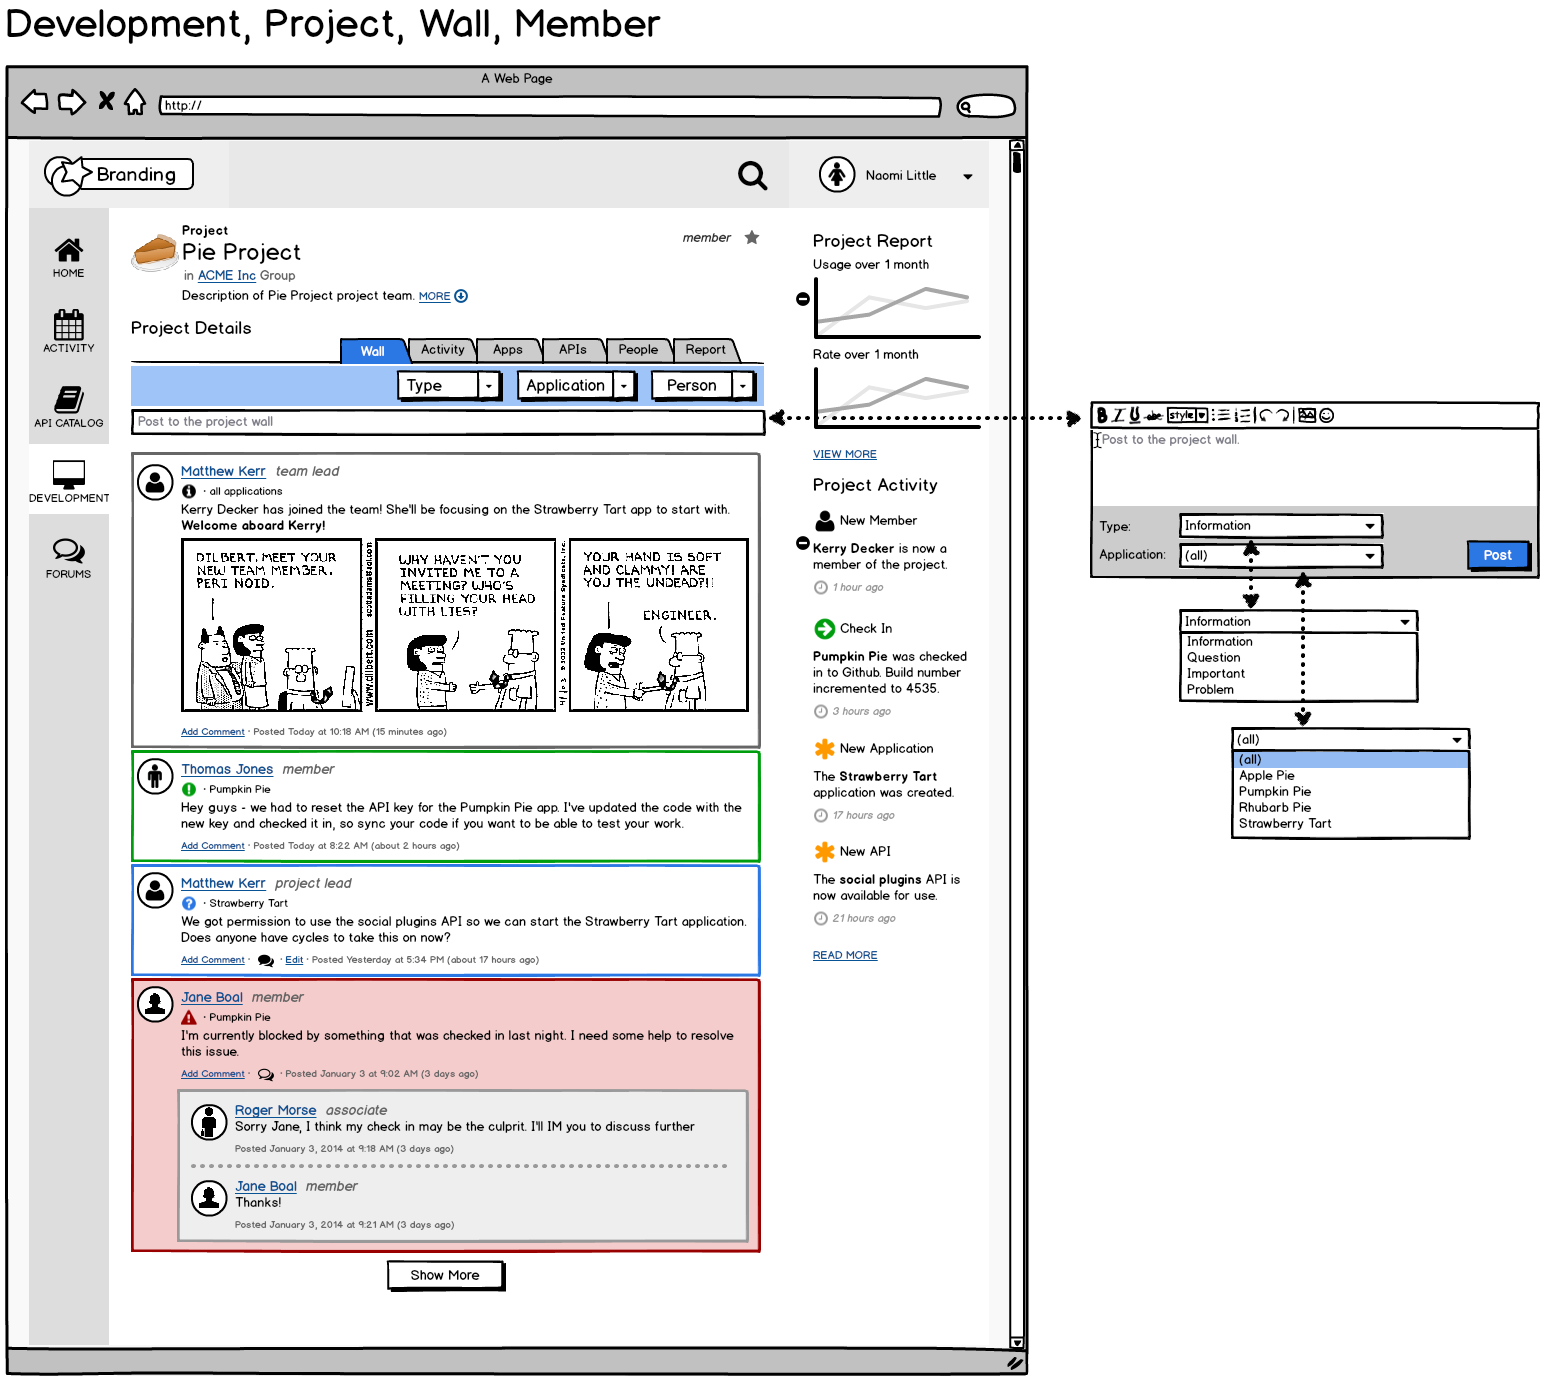 Development, Project, Wall, Member
A Web Page
http://
Branding
Naomi Little
HOME
ACTIVITY
API CATALOG
DEVELOPMENT
FORUMS
Project
Pie Project
in ACME Inc Group
Description of Pie Project project team. MORE
member
Project Details
Wall
Activity
Apps
APIs
People
Report
Type
Application
Person
Post to the project wall
Matthew Kerr team lead
· all applications
Kerry Decker has joined the team! She'll be focusing on the Strawberry Tart app to start with.
Welcome aboard Kerry!
DILBERT, MEET YOUR
NEW TEAM MEMBER,
PERI NOID.
www.dilbert.com
scottadams@aol.com
WHY HAVEN'T YOU
INVITED ME TO A
MEETING? WHO'S
FILLING YOUR HEAD
WITH LIES?
YOUR HAND IS SOFT
AND CLAMMY! ARE
YOU THE UNDEAD?!!
ENGINEER.
Add Comment · Posted Today at 10:18 AM (15 minutes ago)
Thomas Jones member
· Pumpkin Pie
Hey guys - we had to reset the API key for the Pumpkin Pie app. I've updated the code with the
new key and checked it in, so sync your code if you want to be able to test your work.
Add Comment · Posted Today at 8:22 AM (about 2 hours ago)
Matthew Kerr project lead
· Strawberry Tart
We got permission to use the social plugins API so we can start the Strawberry Tart application.
Does anyone have cycles to take this on now?
Add Comment · · Edit · Posted Yesterday at 5:34 PM (about 17 hours ago)
Jane Boal member
· Pumpkin Pie
I'm currently blocked by something that was checked in last night. I need some help to resolve
this issue.
Add Comment · · Posted January 3 at 9:02 AM (3 days ago)
Roger Morse associate
Sorry Jane, I think my check in may be the culprit. I'll IM you to discuss further
Posted January 3, 2014 at 9:18 AM (3 days ago)
Jane Boal member
Thanks!
Posted January 3, 2014 at 9:21 AM (3 days ago)
Show More
Project Report
Usage over 1 month
Rate over 1 month
VIEW MORE
Project Activity
New Member
Kerry Decker is now a
member of the project.
1 hour ago
Check In
Pumpkin Pie was checked
in to Github. Build number
incremented to 4535.
3 hours ago
New Application
The Strawberry Tart
application was created.
17 hours ago
New API
The social plugins API is
now available for use.
21 hours ago
READ MORE
B I U abc style
Post to the project wall.
Type:
Information
Application:
(all)
Post
Information
Information
Question
Important
Problem
(all)
(all)
Apple Pie
Pumpkin Pie
Rhubarb Pie
Strawberry Tart